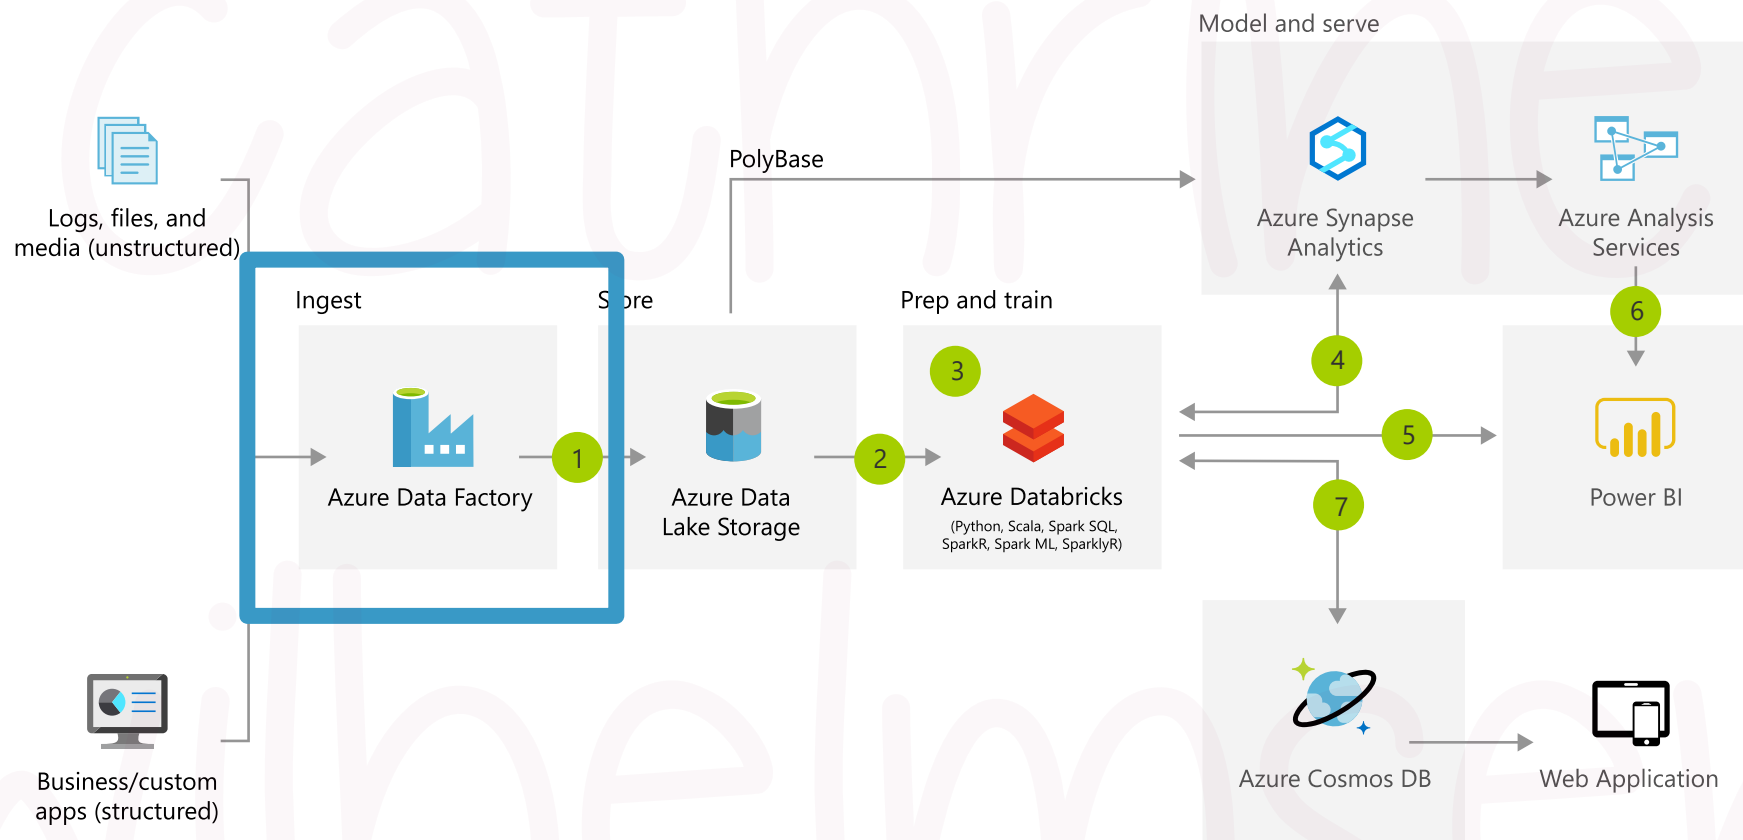 Model and serve
Logs, files, and
media (unstructured)
PolyBase
Azure Synapse
Analytics
Azure Analysis
Services
Ingest
Store
Prep and train
6
3
4
5
1
2
7
Azure Data Factory
Azure Data
Lake Storage
Azure Databricks
(Python, Scala, Spark SQL,
SparkR, Spark ML, SparklyR)
Power BI
Business/custom
apps (structured)
Azure Cosmos DB
Web Application
cathrine